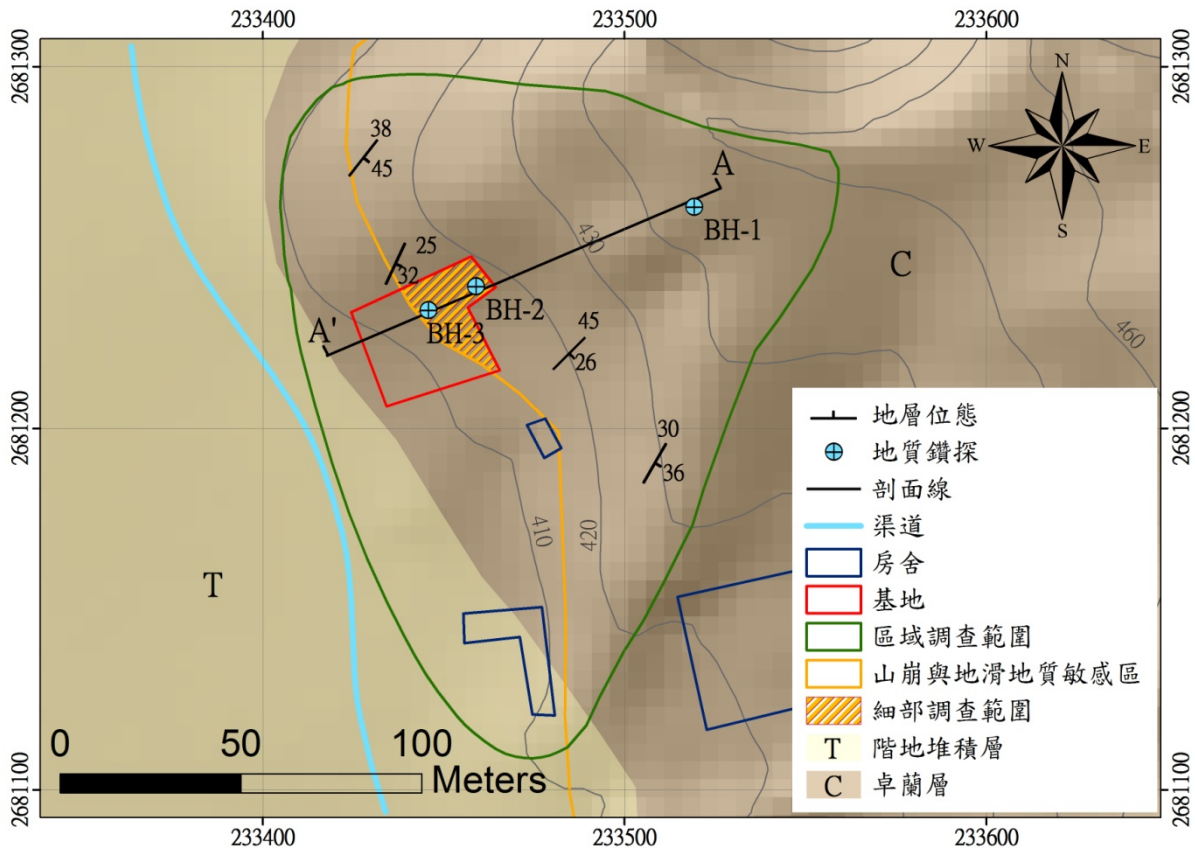 233400 233500 233600
2681300 2681300
N
W E
S
38
45
A
BH-1
25
32
430
C
BH-2
BH-3
A'
45
26
460
30
36
2681200 2681200
410 420
T
地層位態
地質鑽探
剖面線
渠道
房舍
基地
區域調查範圍
山崩與地滑地質敏感區
細部調查範圍
T 階地堆積層
C 卓蘭層
0 50 100
Meters
2681100 2681100
233400 233500 233600